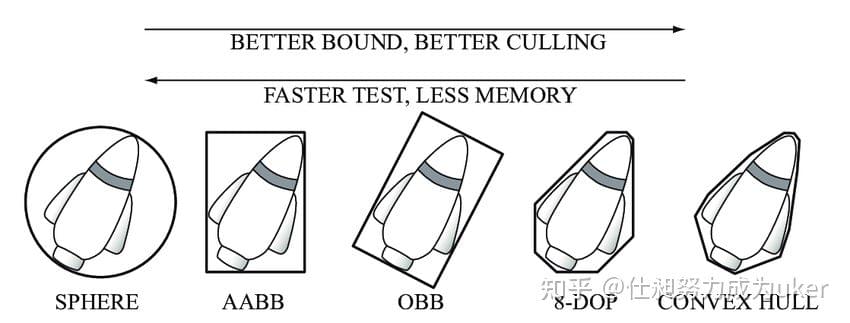 BETTER BOUND, BETTER CULLING
FASTER TEST, LESS MEMORY
SPHERE
AABB
OBB
8-DOP
CONVEX HULL
知乎 @仕昶努力成为uker